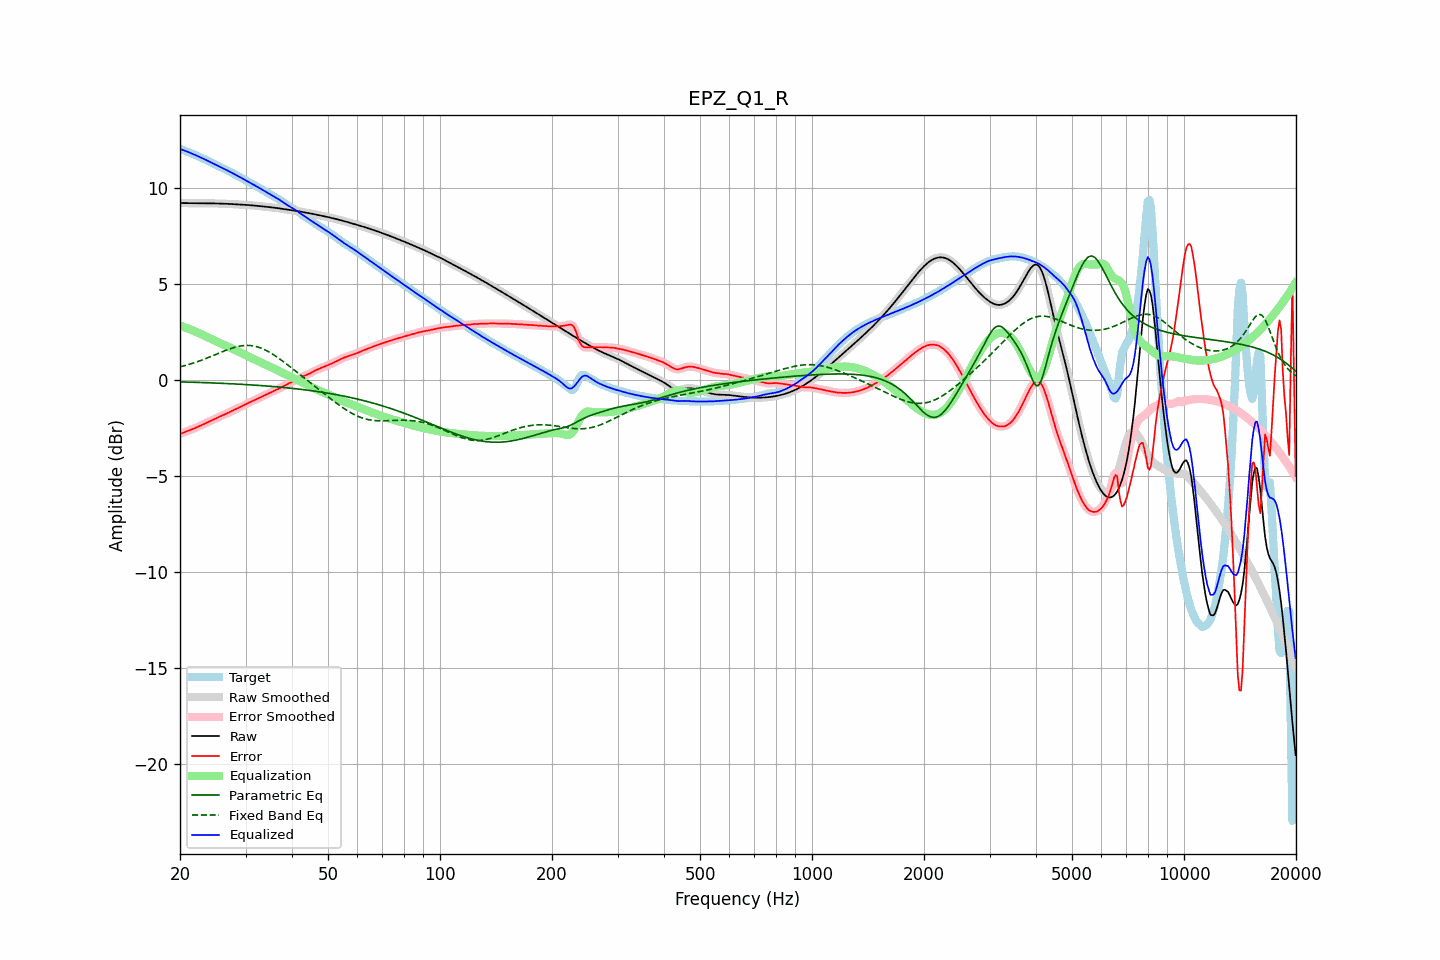 EPZ_Q1_R
Amplitude (dBr)
10
5
0
−5
−10
−15
−20
Target
Raw Smoothed
Error Smoothed
Raw
Error
Equalization
Parametric Eq
Fixed Band Eq
Equalized
20 50 100 200 500 1000 2000 5000 10000 20000
Frequency (Hz)